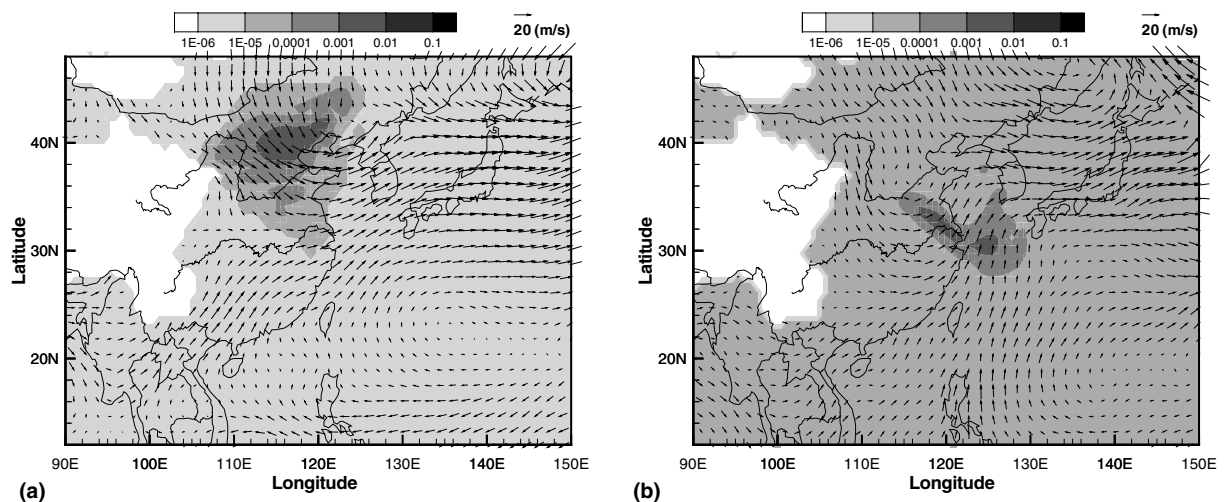 1E-06 1E-05 0.0001 0.001 0.01 0.1
20 (m/s)
40N
30N
20N
Latitude
90E 100E 110E 120E 130E 140E 150E
Longitude
(a)
1E-06 1E-05 0.0001 0.001 0.01 0.1
20 (m/s)
40N
30N
20N
Latitude
90E 100E 110E 120E 130E 140E 150E
Longitude
(b)